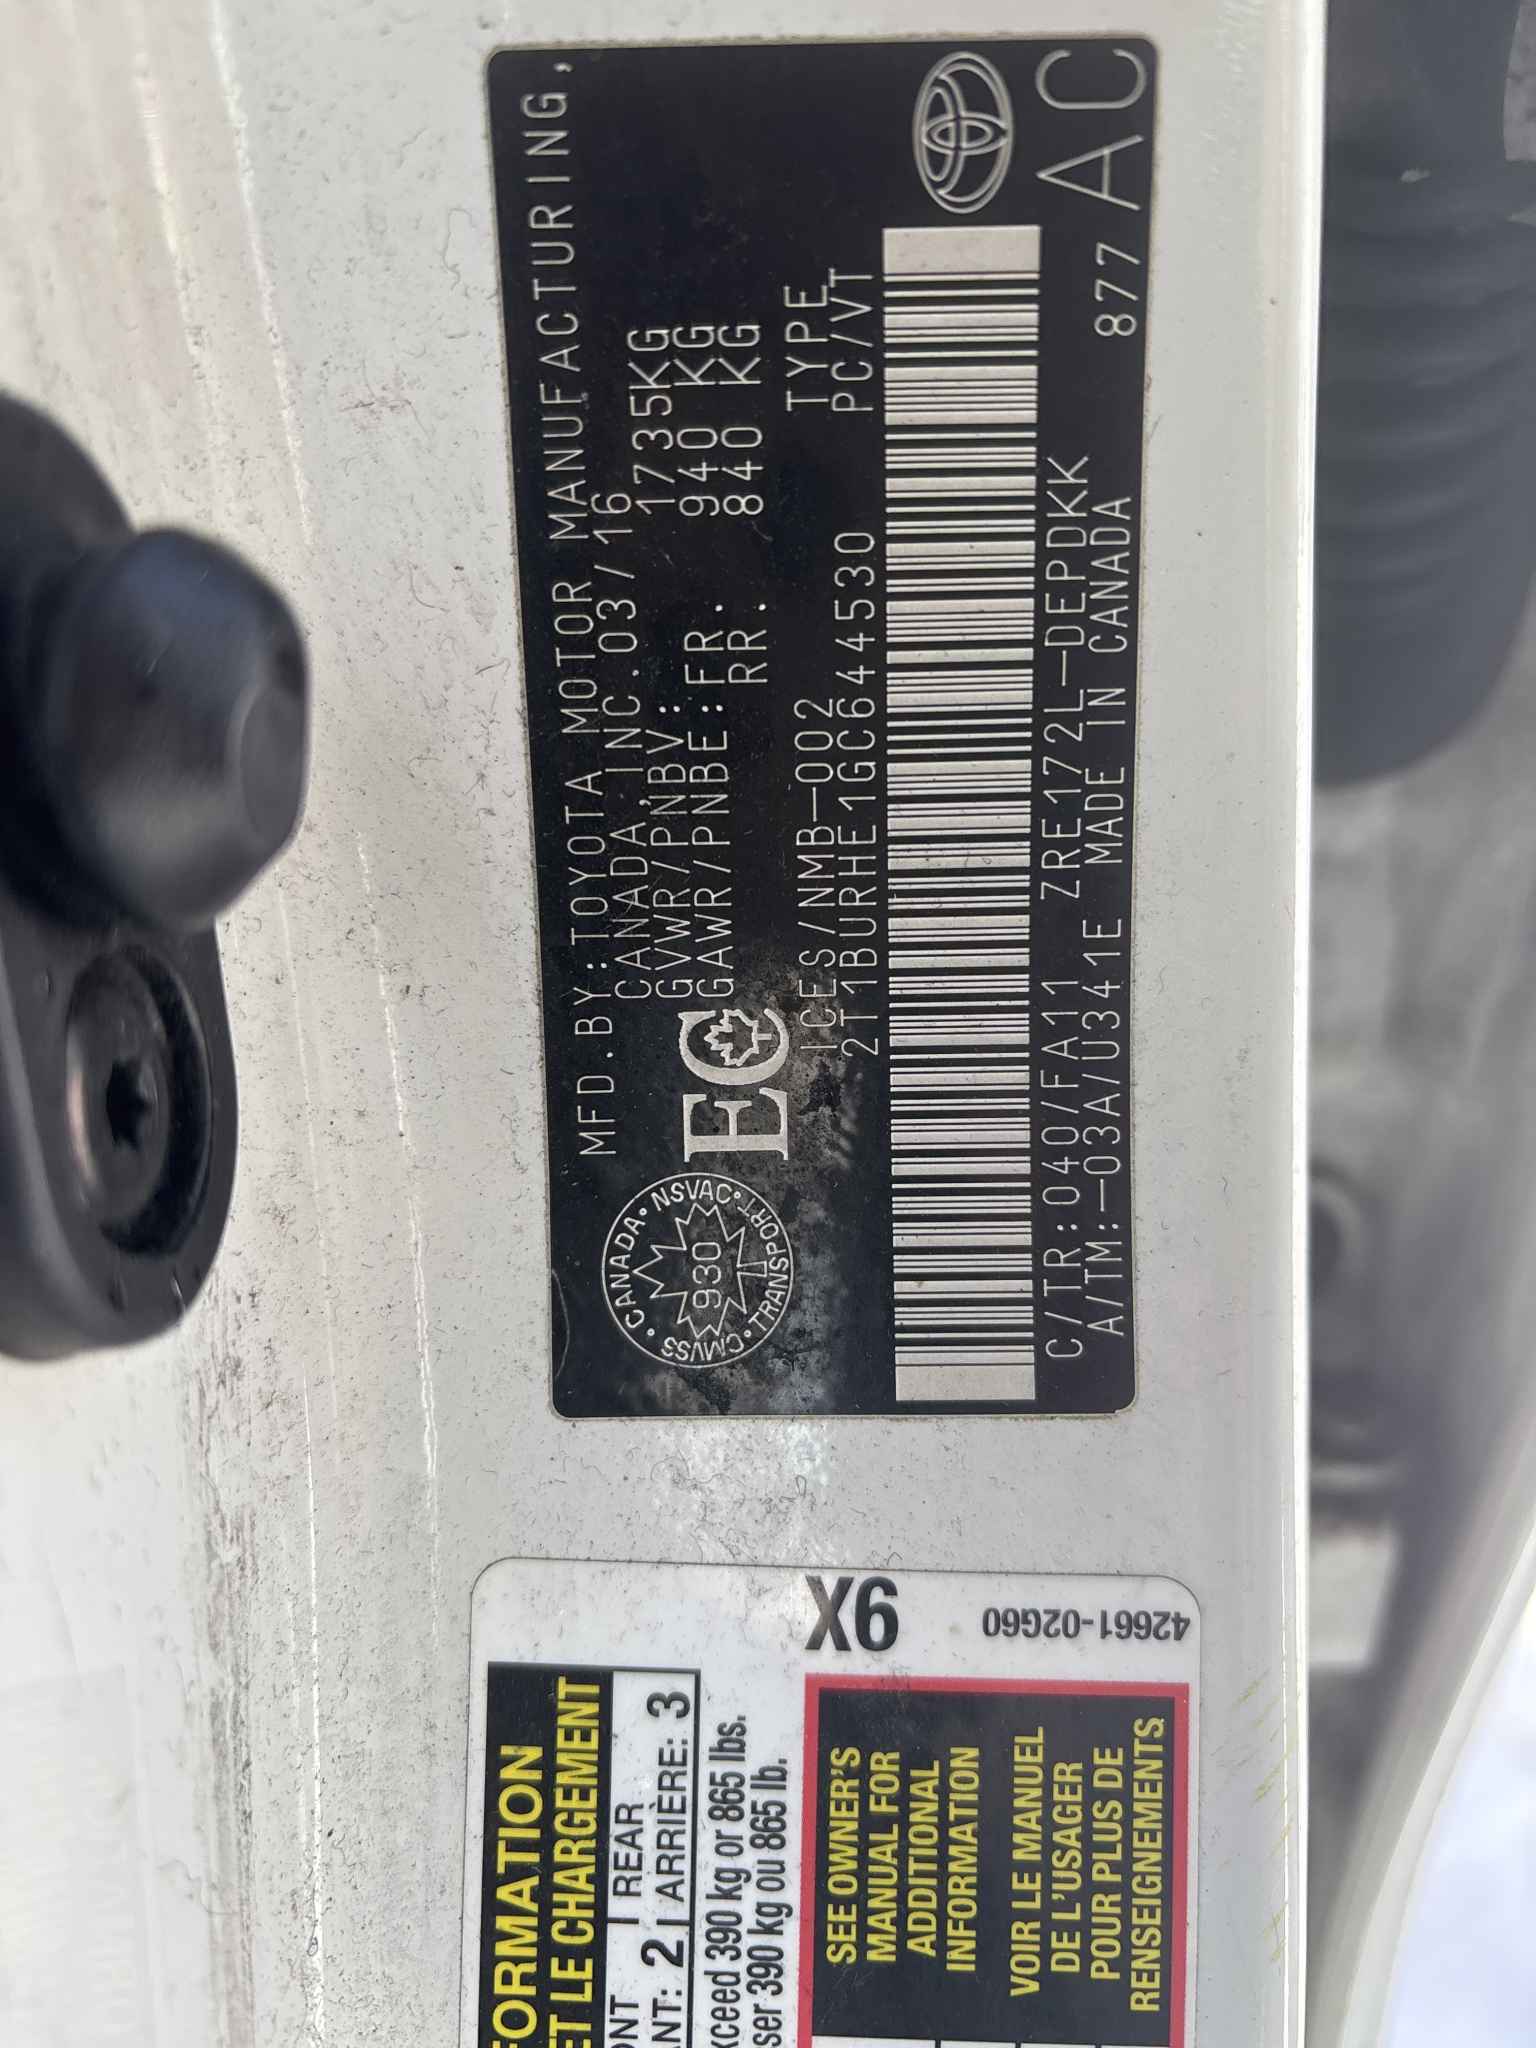 MFD.BY:TOYOTA MOTOR MANUFACTURING,
CANADA,INC.03/16
GVWR/PNBV: 1735KG
GAWR/PNBE:FR. 940 KG
RR. 840 KG
EC
CANADA • NSVAC • TRANSPORT • CMVSS •
930
ICES/NMB-002 TYPE
2T1BURHE1GC644530 PC/VT
C/TR:040/FA11 ZRE172L-DEPDKK 877 AC
A/TM:-03A/U341E MADE IN CANADA
FORMATION
ET LE CHARGEMENT
ONT | REAR
ANT: 2 | ARRIÈRE: 3
xceed 390 kg or 865 lbs.
ser 390 kg ou 865 lb.
SEE OWNER'S
MANUAL FOR
ADDITIONAL
INFORMATION
VOIR LE MANUEL
DE L'USAGER
POUR PLUS DE
RENSEIGNEMENTS
9X
42661-02G60